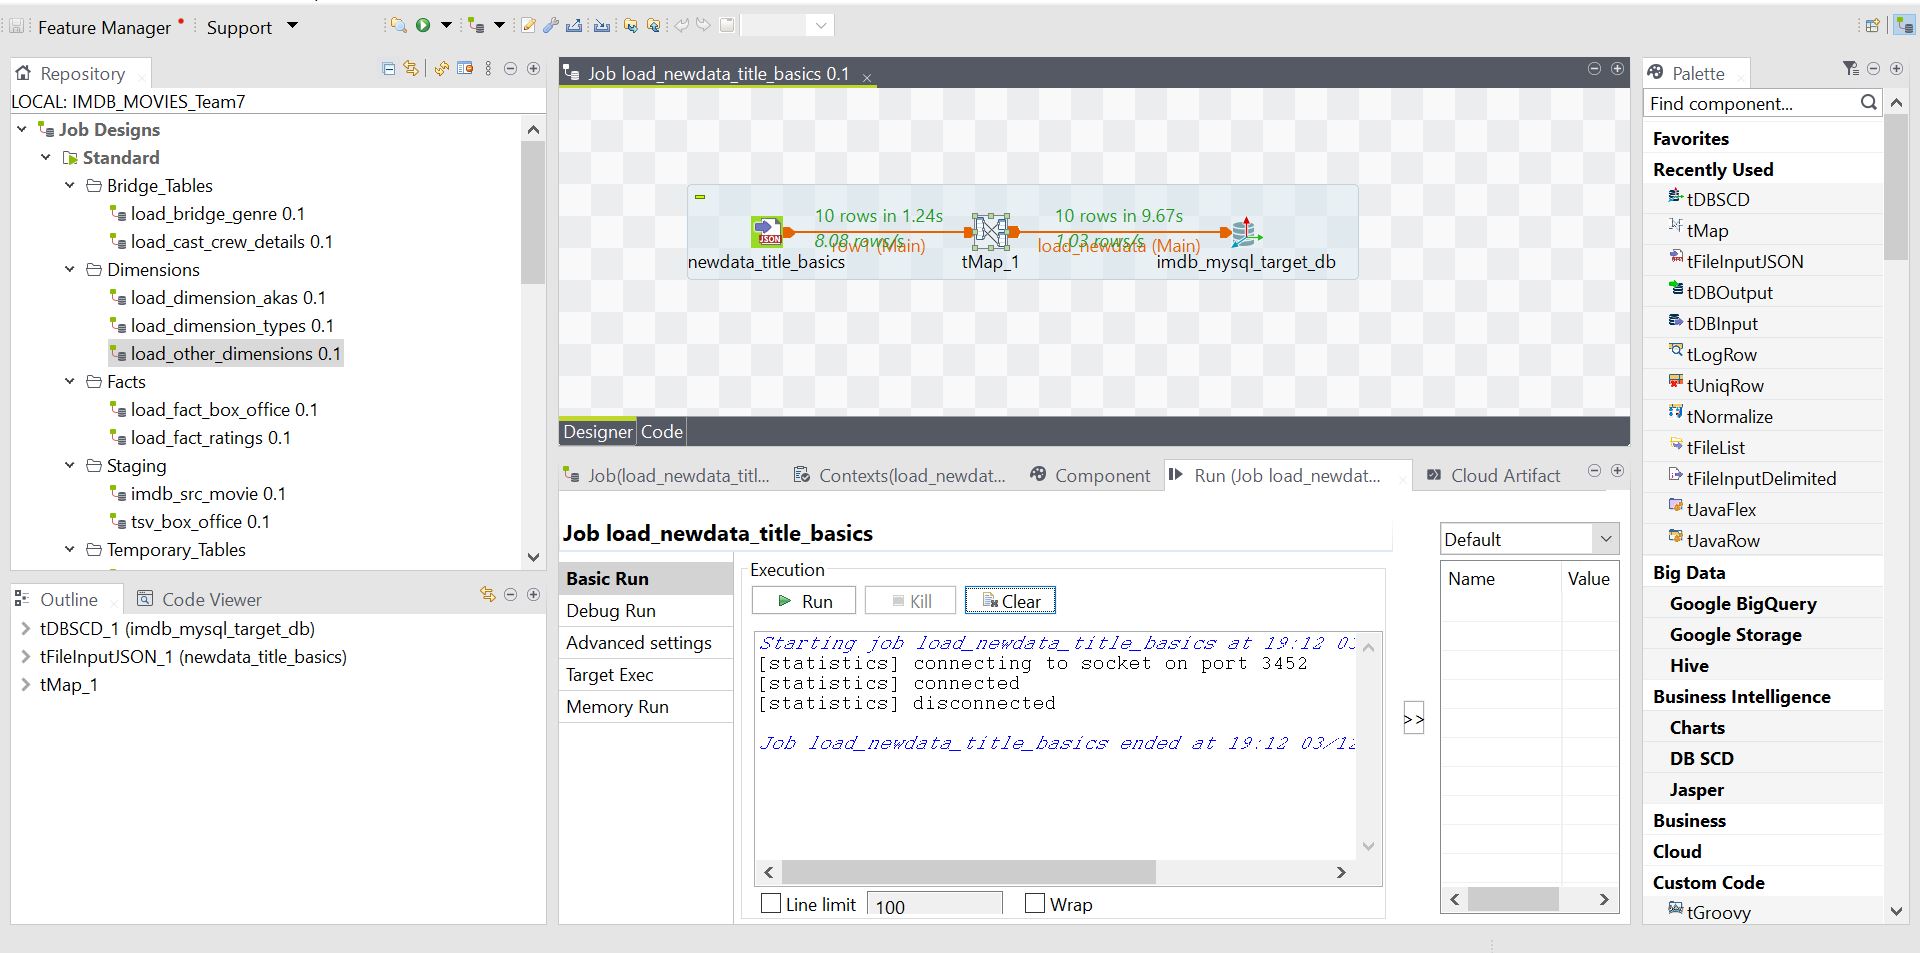 Feature Manager
Support
Repository
LOCAL: IMDB_MOVIES_Team7
Job Designs
Standard
Bridge_Tables
load_bridge_genre 0.1
load_cast_crew_details 0.1
Dimensions
load_dimension_akas 0.1
load_dimension_types 0.1
load_other_dimensions 0.1
Facts
load_fact_box_office 0.1
load_fact_ratings 0.1
Staging
imdb_src_movie 0.1
tsv_box_office 0.1
Temporary_Tables
Outline
Code Viewer
tDBSCD_1 (imdb_mysql_target_db)
tFileInputJSON_1 (newdata_title_basics)
tMap_1
Job load_newdata_title_basics 0.1
10 rows in 1.24s
8.08 rows/s
row1 (Main)
10 rows in 9.67s
1.03 rows/s
load_newdata (Main)
JSON
newdata_title_basics
tMap_1
imdb_mysql_target_db
Designer
Code
Job(load_newdata_titl...
Contexts(load_newdat...
Component
Run (Job load_newdat...
Cloud Artifact
Job load_newdata_title_basics
Basic Run
Debug Run
Advanced settings
Target Exec
Memory Run
Execution
Run
Kill
Clear
Starting job load_newdata_title_basics at 19:12 03
[statistics] connecting to socket on port 3452
[statistics] connected
[statistics] disconnected
Job load_newdata_title_basics ended at 19:12 03/12
Line limit
100
Wrap
>>
Default
Name
Value
Palette
Find component...
Favorites
Recently Used
tDBSCD
tMap
tFileInputJSON
tDBOutput
tDBInput
tLogRow
tUniqRow
tNormalize
tFileList
tFileInputDelimited
tJavaFlex
tJavaRow
Big Data
Google BigQuery
Google Storage
Hive
Business Intelligence
Charts
DB SCD
Jasper
Business
Cloud
Custom Code
tGroovy